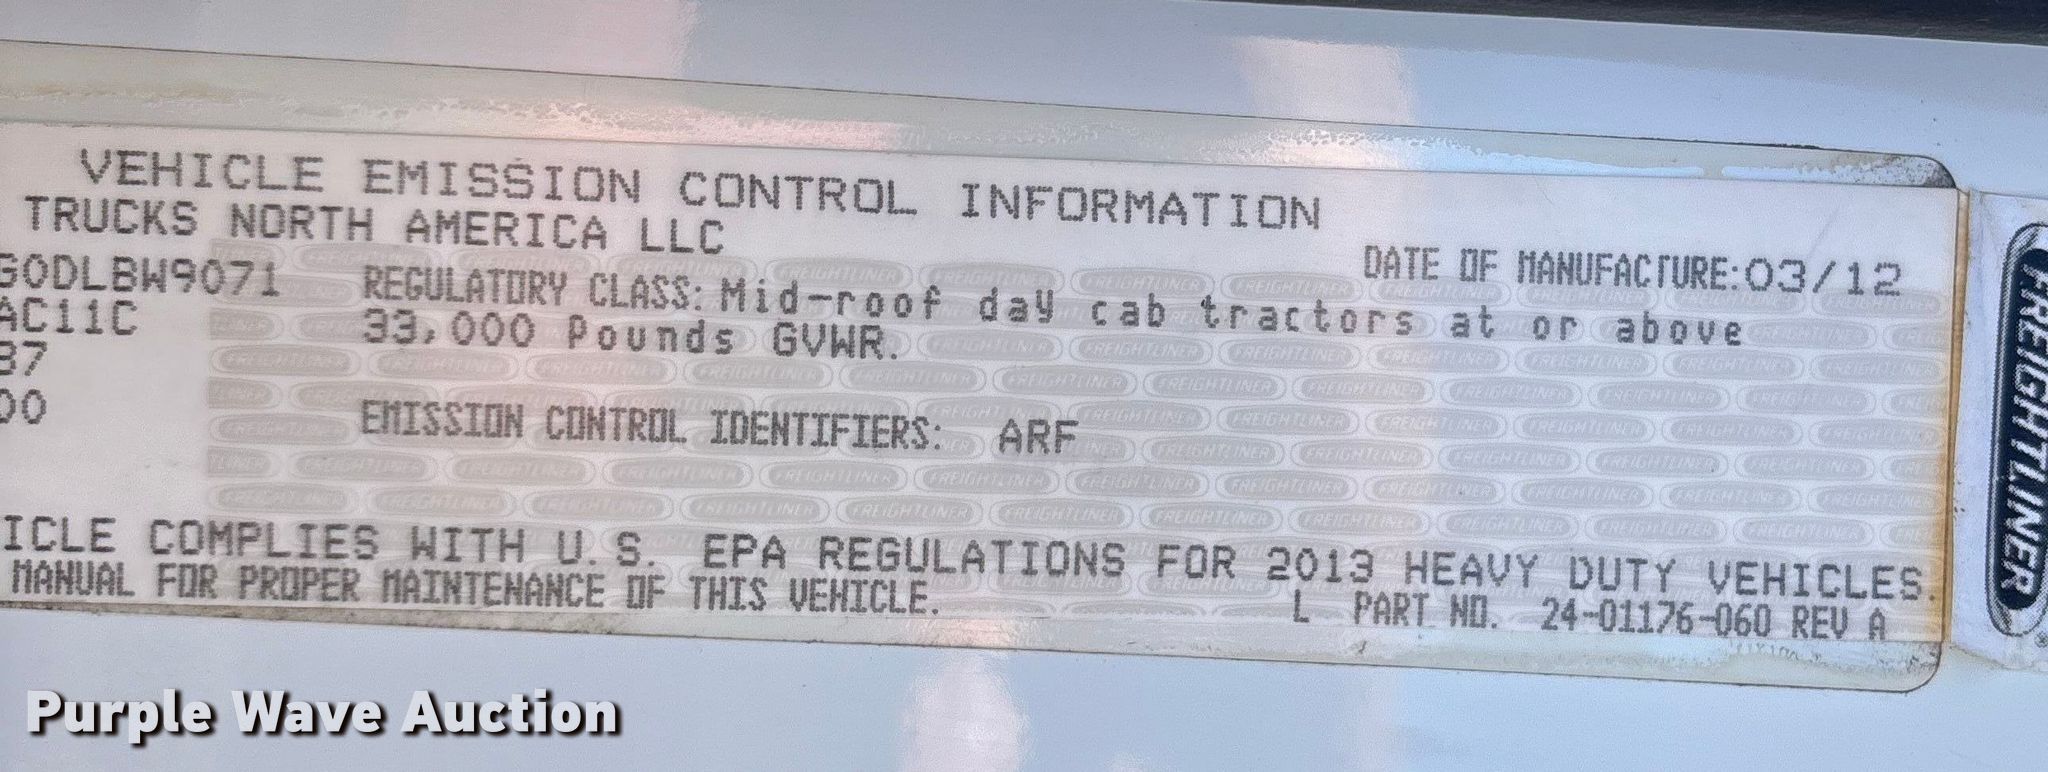 VEHICLE EMISSION CONTROL INFORMATION
TRUCKS NORTH AMERICA LLC
DATE OF MANUFACTURE:03/12
GODLBW9071
REGULATORY CLASS: Mid-roof day cab tractors at or above
AC11C
33,000 Pounds GVWR.
87
00
EMISSION CONTROL IDENTIFIERS: ARF
ICLE COMPLIES WITH U.S. EPA REGULATIONS FOR 2013 HEAVY DUTY VEHICLES.
MANUAL FOR PROPER MAINTENANCE OF THIS VEHICLE.
L PART NO. 24-01176-060 REV A
FREIGHTLINER
Purple Wave Auction